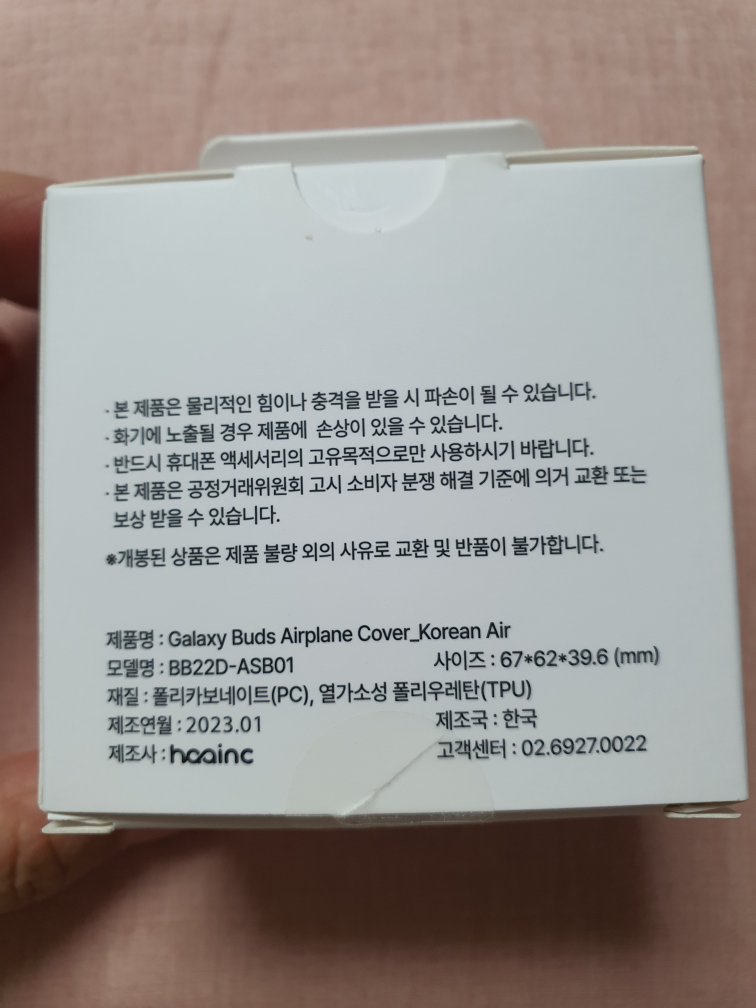 · 본 제품은 물리적인 힘이나 충격을 받을 시 파손이 될 수 있습니다.
· 화기에 노출될 경우 제품에 손상이 있을 수 있습니다.
· 반드시 휴대폰 액세서리의 고유목적으로만 사용하시기 바랍니다.
· 본 제품은 공정거래위원회 고시 소비자 분쟁 해결 기준에 의거 교환 또는
보상 받을 수 있습니다.
※개봉된 상품은 제품 불량 외의 사유로 교환 및 반품이 불가합니다.
제품명 : Galaxy Buds Airplane Cover_Korean Air
모델명 : BB22D-ASB01 사이즈 : 67*62*39.6 (mm)
재질 : 폴리카보네이트(PC), 열가소성 폴리우레탄(TPU)
제조연월 : 2023.01 제조국 : 한국
제조사 : haainc 고객센터 : 02.6927.0022